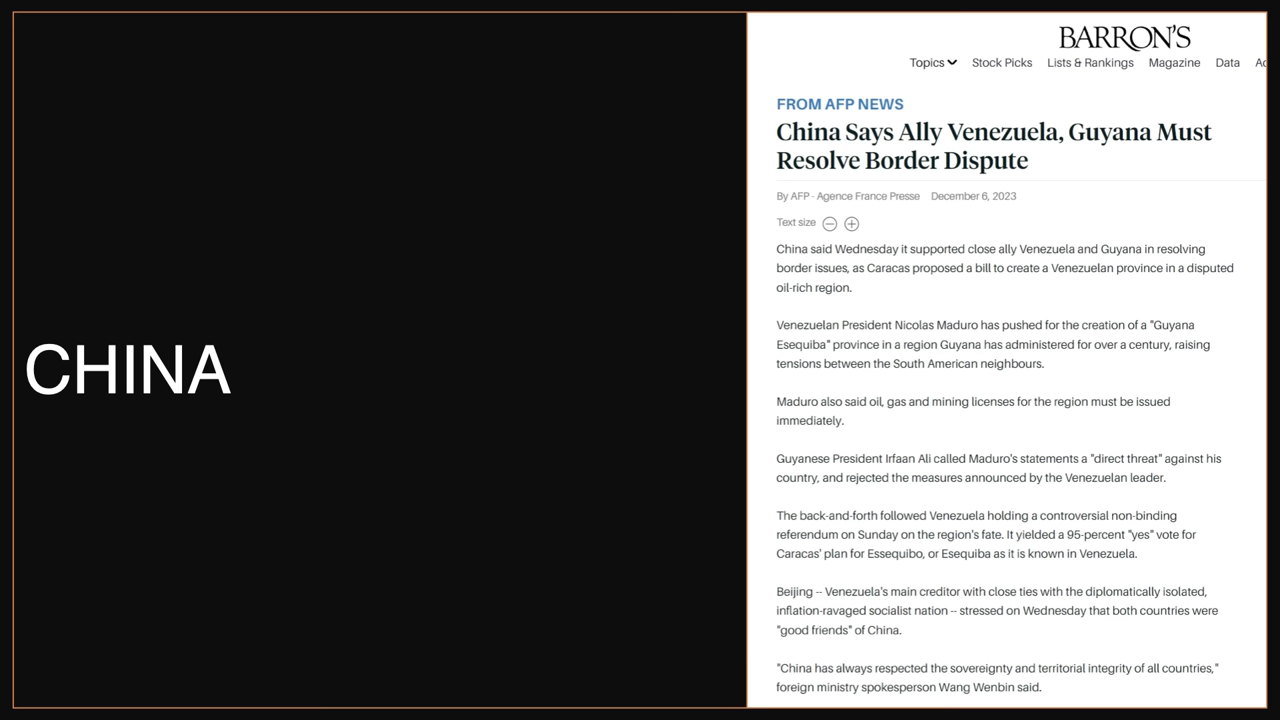 CHINA
BARRON'S
Topics Stock Picks Lists & Rankings Magazine Data
FROM AFP NEWS
China Says Ally Venezuela, Guyana Must
Resolve Border Dispute
By AFP - Agence France Presse December 6, 2023
Text size
China said Wednesday it supported close ally Venezuela and Guyana in resolving
border issues, as Caracas proposed a bill to create a Venezuelan province in a disputed
oil-rich region.
Venezuelan President Nicolas Maduro has pushed for the creation of a "Guyana
Esequiba" province in a region Guyana has administered for over a century, raising
tensions between the South American neighbours.
Maduro also said oil, gas and mining licenses for the region must be issued
immediately.
Guyanese President Irfaan Ali called Maduro's statements a "direct threat" against his
country, and rejected the measures announced by the Venezuelan leader.
The back-and-forth followed Venezuela holding a controversial non-binding
referendum on Sunday on the region's fate. It yielded a 95-percent "yes" vote for
Caracas' plan for Essequibo, or Esequiba as it is known in Venezuela.
Beijing -- Venezuela's main creditor with close ties with the diplomatically isolated,
inflation-ravaged socialist nation -- stressed on Wednesday that both countries were
"good friends" of China.
"China has always respected the sovereignty and territorial integrity of all countries,"
foreign ministry spokesperson Wang Wenbin said.